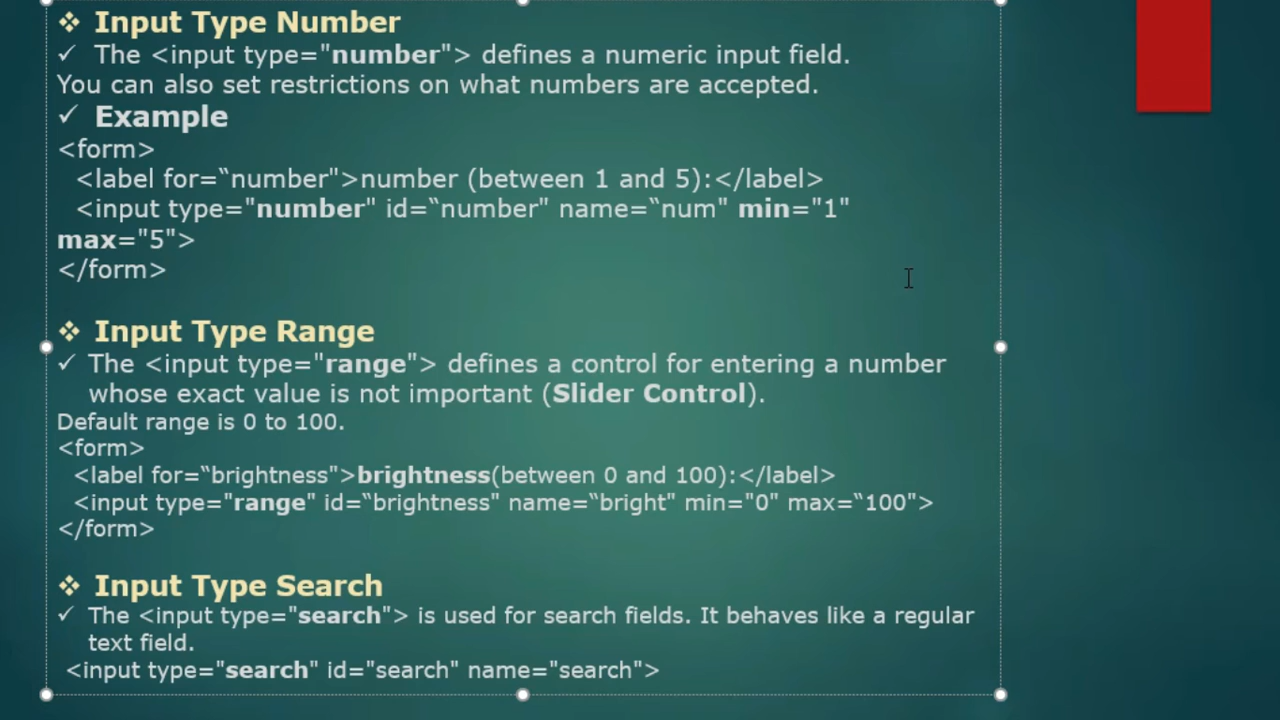 ❖ Input Type Number
✓ The <input type="number"> defines a numeric input field.
You can also set restrictions on what numbers are accepted.
✓ Example
<form>
<label for=“number">number (between 1 and 5):</label>
<input type="number" id=“number" name=“num" min="1"
max="5">
</form>
❖ Input Type Range
✓ The <input type="range"> defines a control for entering a number
whose exact value is not important (Slider Control).
Default range is 0 to 100.
<form>
<label for=“brightness">brightness(between 0 and 100):</label>
<input type="range" id=“brightness" name=“bright" min="0" max=“100">
</form>
❖ Input Type Search
✓ The <input type="search"> is used for search fields. It behaves like a regular
text field.
<input type="search" id="search" name="search">